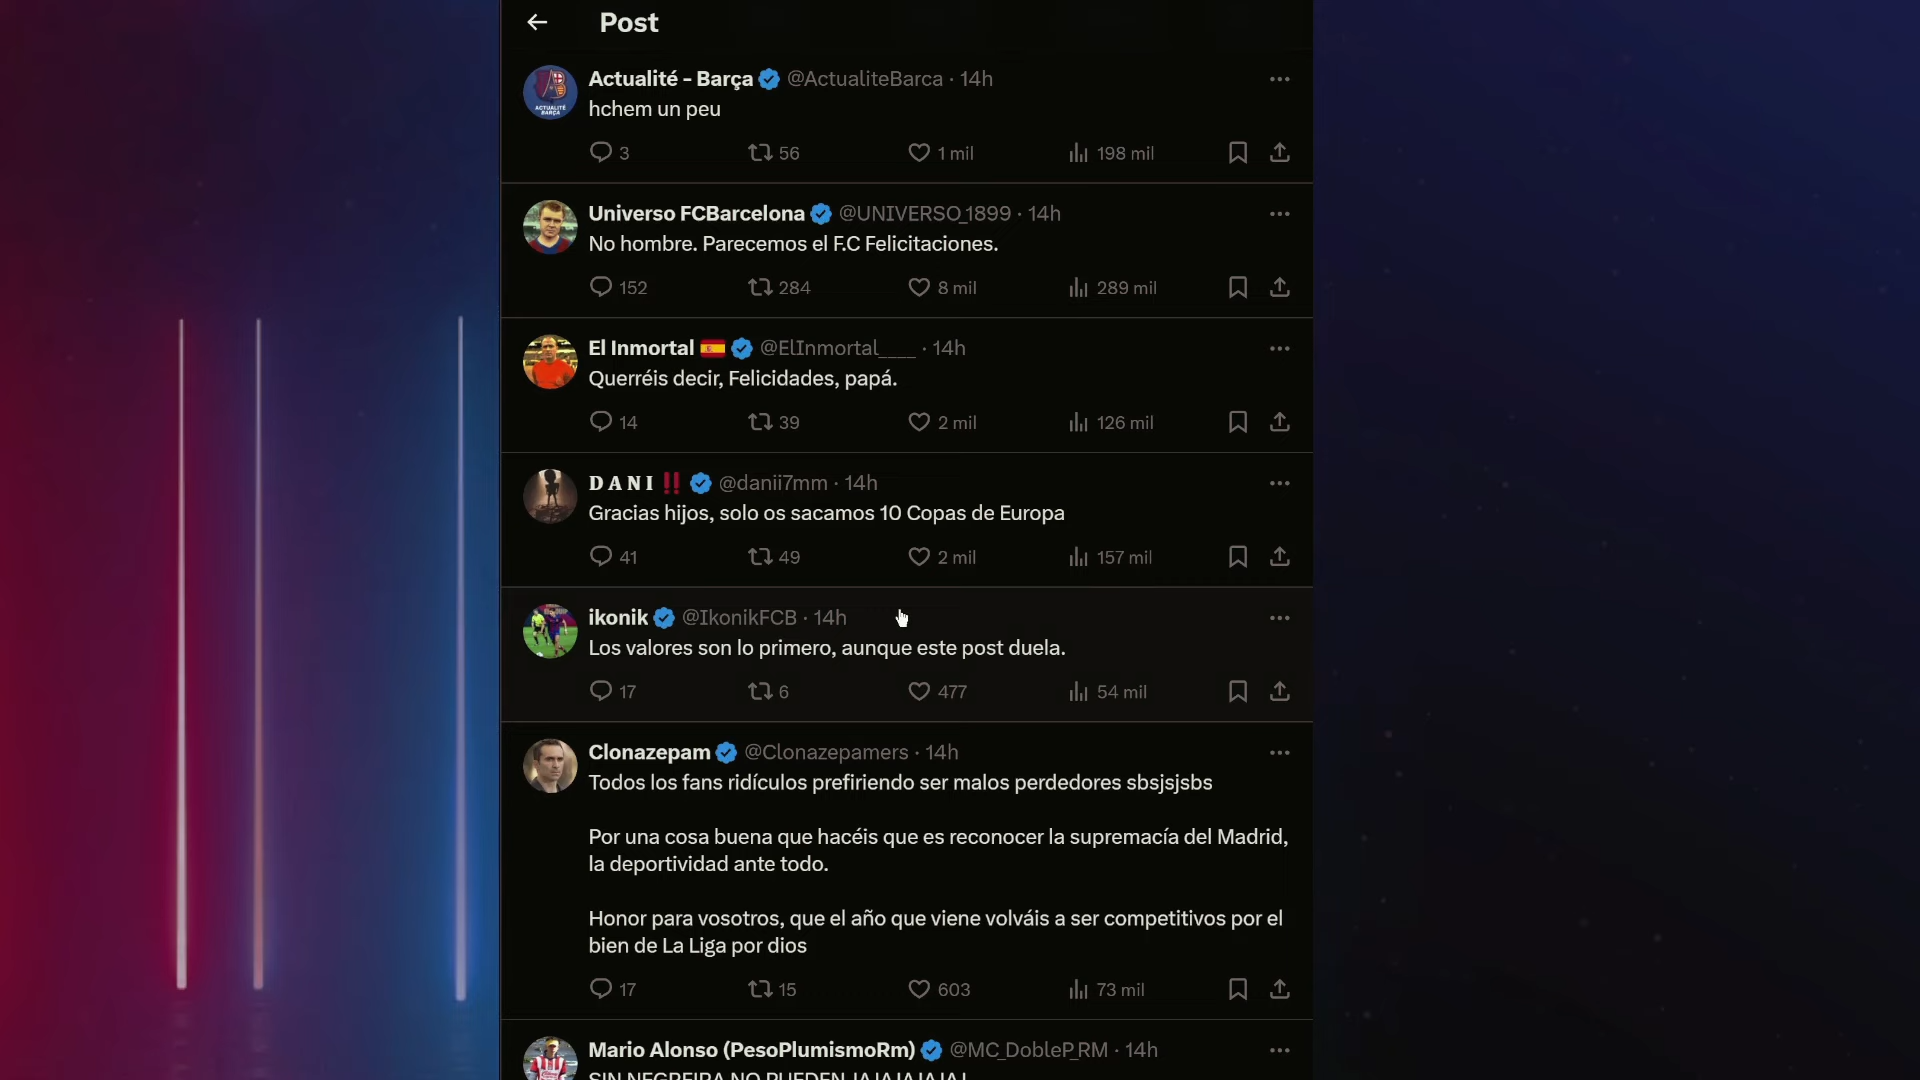 Post
Actualité - Barça @ActualiteBarca · 14h
hchem un peu
3 56 1 mil 198 mil
Universo FCBarcelona @UNIVERSO_1899 · 14h
No hombre. Parecemos el F.C Felicitaciones.
152 284 8 mil 289 mil
El Inmortal 🇪🇸 @ElInmortal____ · 14h
Querréis decir, Felicidades, papá.
14 39 2 mil 126 mil
D A N I ‼️ @danii7mm · 14h
Gracias hijos, solo os sacamos 10 Copas de Europa
41 49 2 mil 157 mil
ikonik @IkonikFCB · 14h
Los valores son lo primero, aunque este post duela.
17 6 477 54 mil
Clonazepam @Clonazepamers · 14h
Todos los fans ridículos prefiriendo ser malos perdedores sbsjsjsbs
Por una cosa buena que hacéis que es reconocer la supremacía del Madrid,
la deportividad ante todo.
Honor para vosotros, que el año que viene volváis a ser competitivos por el
bien de La Liga por dios
17 15 603 73 mil
Mario Alonso (PesoPlumismoRm) @MC_DobleP_RM · 14h
SIN NEGREIRA NO PUEDEN JAJAJAJAJAJ